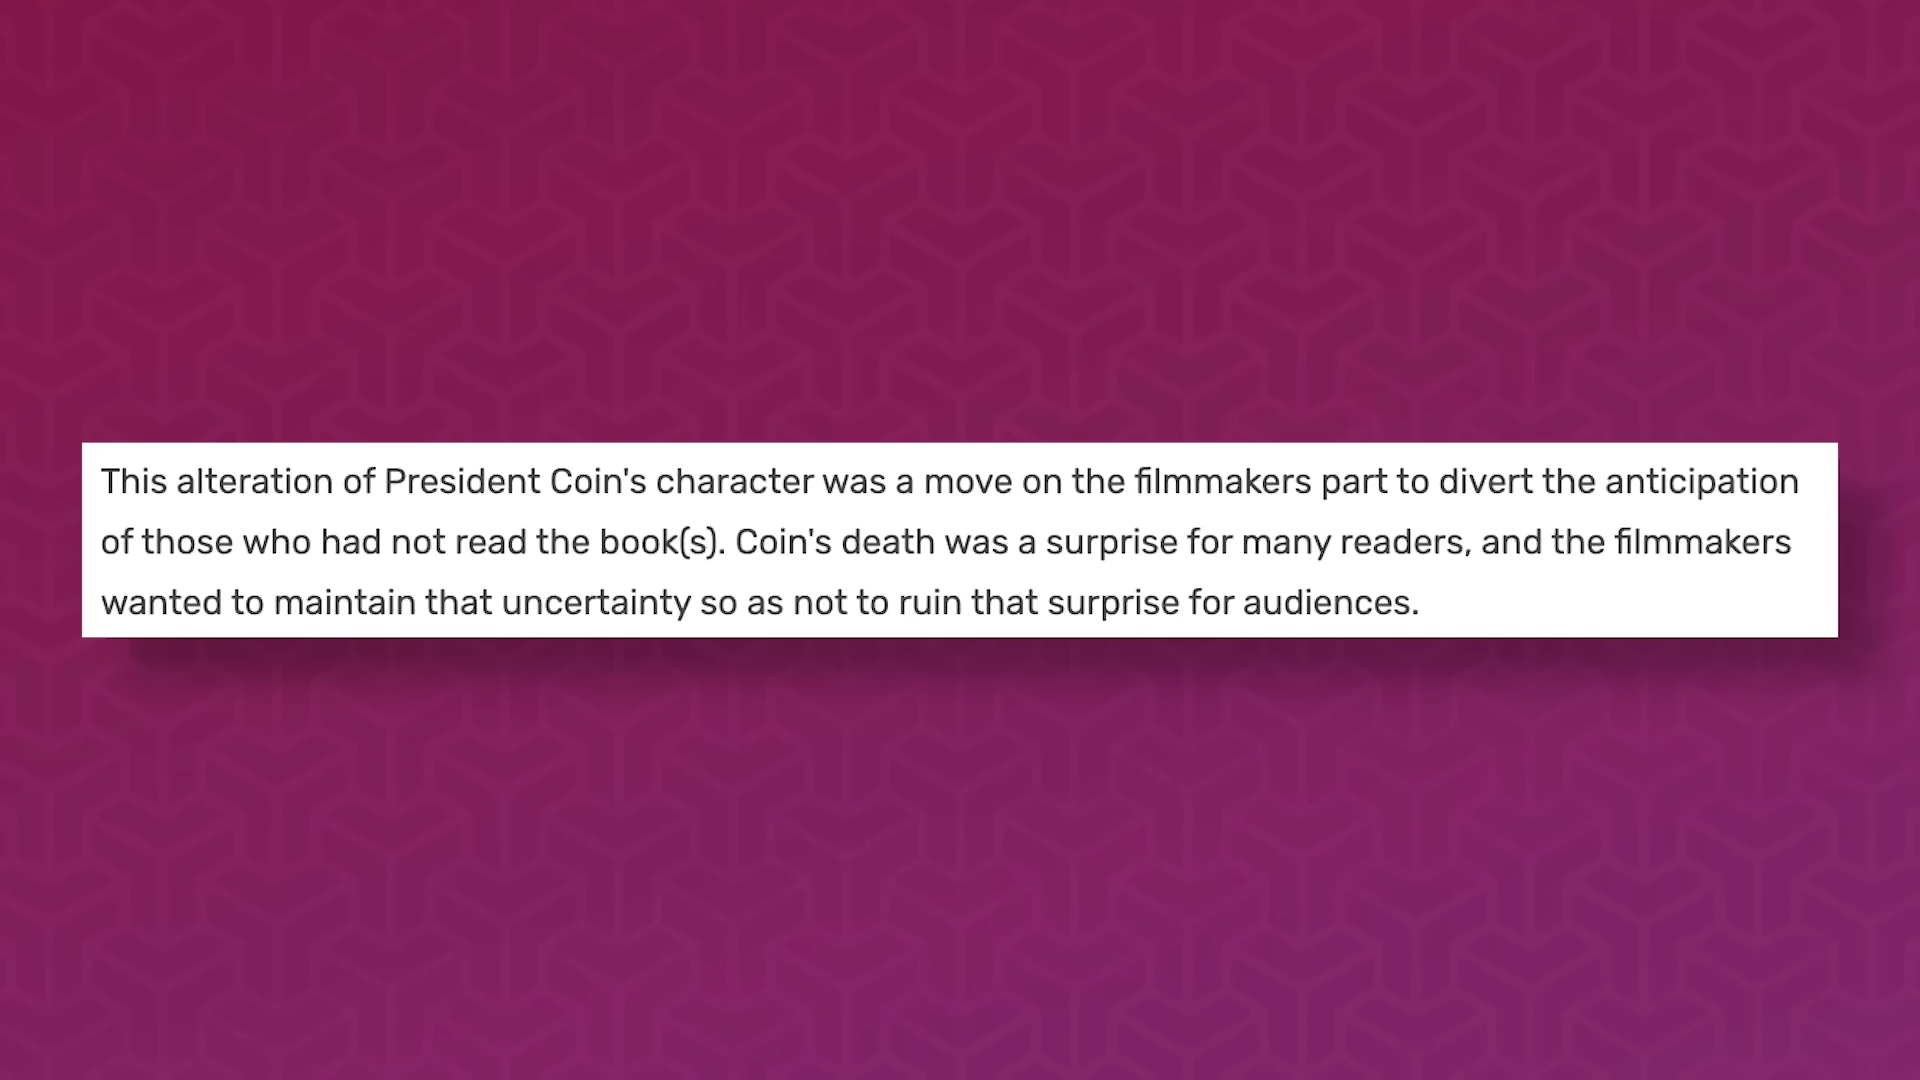 This alteration of President Coin's character was a move on the filmmakers part to divert the anticipation
of those who had not read the book(s). Coin's death was a surprise for many readers, and the filmmakers
wanted to maintain that uncertainty so as not to ruin that surprise for audiences.